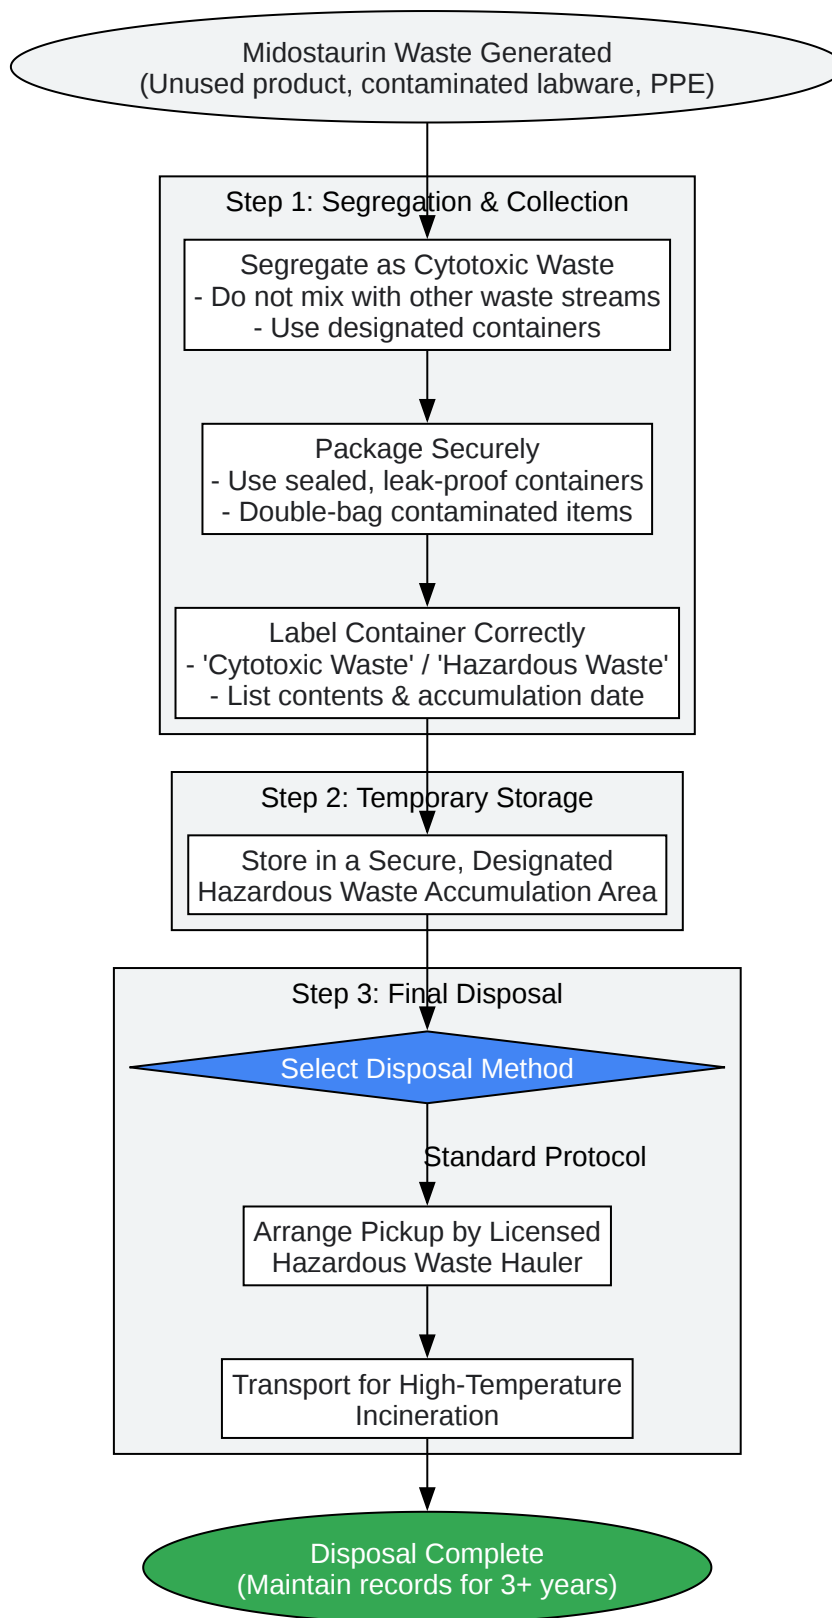 Midostaurin Waste Generated
(Unused product, contaminated labware, PPE)
Step 1: Segregation & Collection
Segregate as Cytotoxic Waste
- Do not mix with other waste streams
- Use designated containers
Package Securely
- Use sealed, leak-proof containers
- Double-bag contaminated items
Label Container Correctly
- 'Cytotoxic Waste' / 'Hazardous Waste'
- List contents & accumulation date
Step 2: Temporary Storage
Store in a Secure, Designated
Hazardous Waste Accumulation Area
Step 3: Final Disposal
Select Disposal Method
Standard Protocol
Arrange Pickup by Licensed
Hazardous Waste Hauler
Transport for High-Temperature
Incineration
Disposal Complete
(Maintain records for 3+ years)